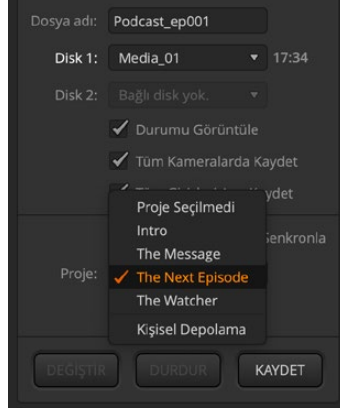 Dosya adı: Podcast_ep001
Disk 1: Media_01 17:34
Disk 2: Bağlı disk yok.
Durumu Görüntüle
Tüm Kameralarda Kaydet
ydet
Proje Seçilmedi
Intro
Senkronla
The Message
Proje: The Next Episode
The Watcher
Kişisel Depolama
DEĞİŞTİR DURDUR KAYDET